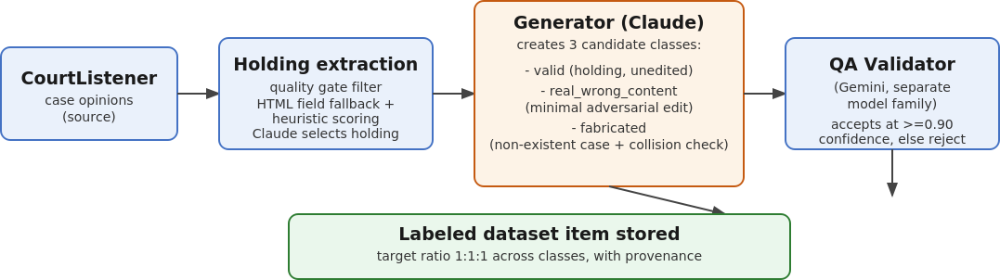 CourtListener
case opinions
(source)
Holding extraction
quality gate filter
HTML field fallback +
heuristic scoring
Claude selects holding
Generator (Claude)
creates 3 candidate classes:
- valid (holding, unedited)
- real_wrong_content
(minimal adversarial edit)
- fabricated
(non-existent case + collision check)
QA Validator
(Gemini, separate
model family)
accepts at >=0.90
confidence, else reject
Labeled dataset item stored
target ratio 1:1:1 across classes, with provenance